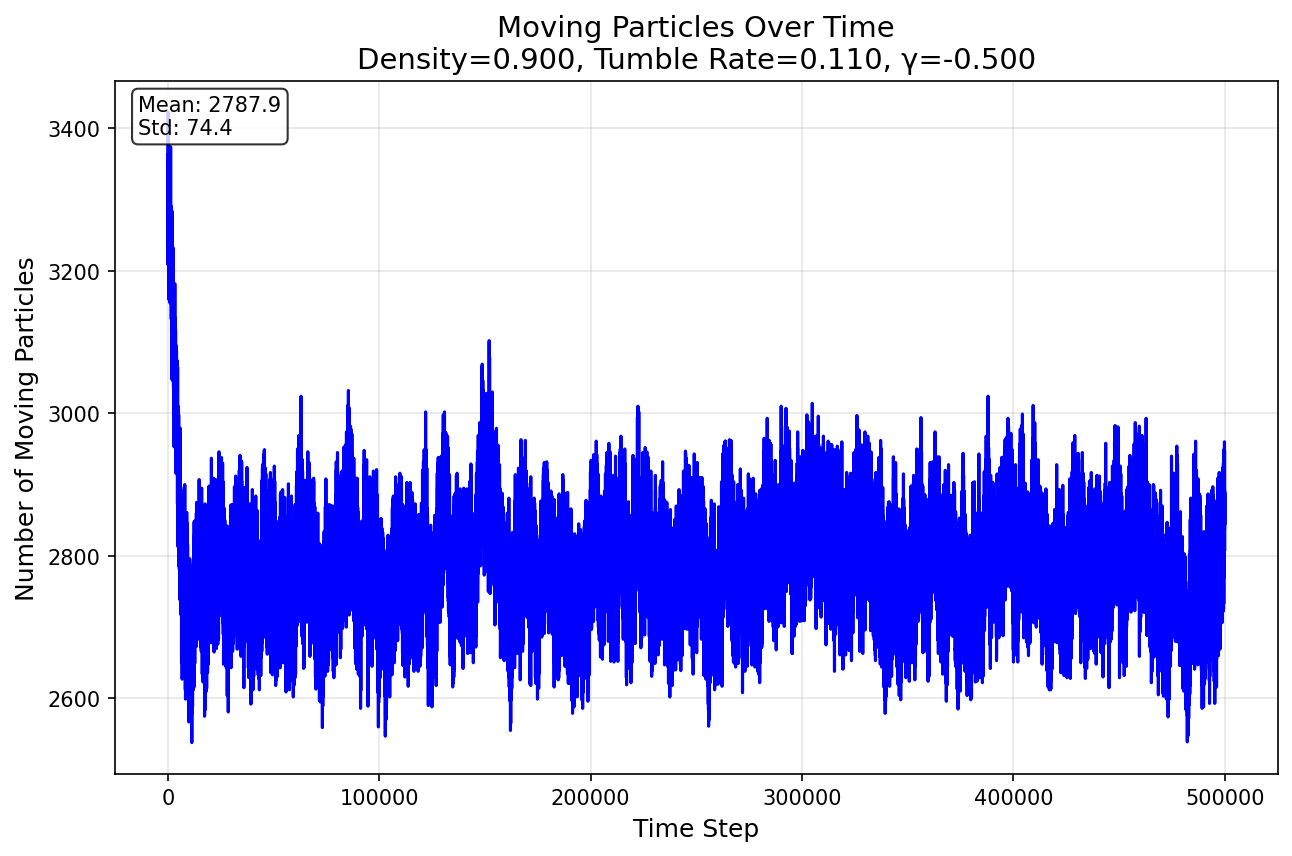 Moving Particles Over Time
Density=0.900, Tumble Rate=0.110, γ=-0.500
Mean: 2787.9
Std: 74.4
Number of Moving Particles
3400
3200
3000
2800
2600
0 100000 200000 300000 400000 500000
Time Step